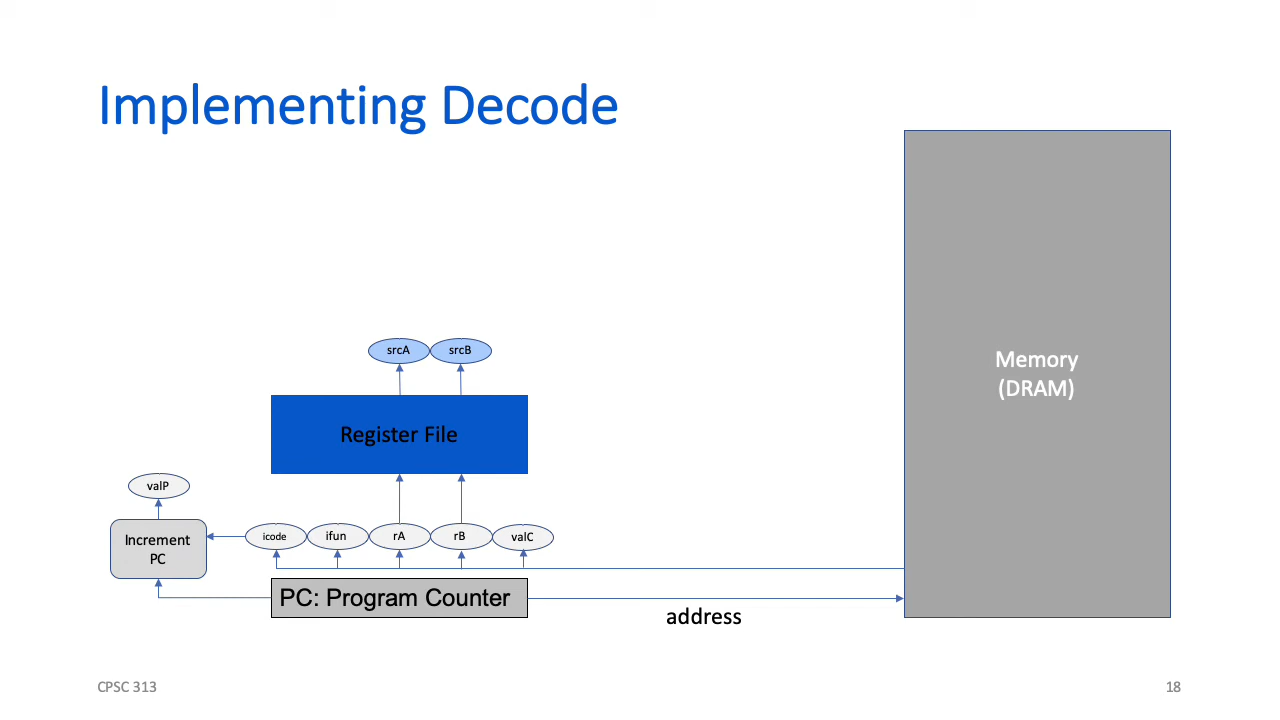 Implementing Decode
Memory
(DRAM)
srcA
srcB
Register File
valP
Increment
PC
icode
ifun
rA
rB
valC
PC: Program Counter
address
CPSC 313
18